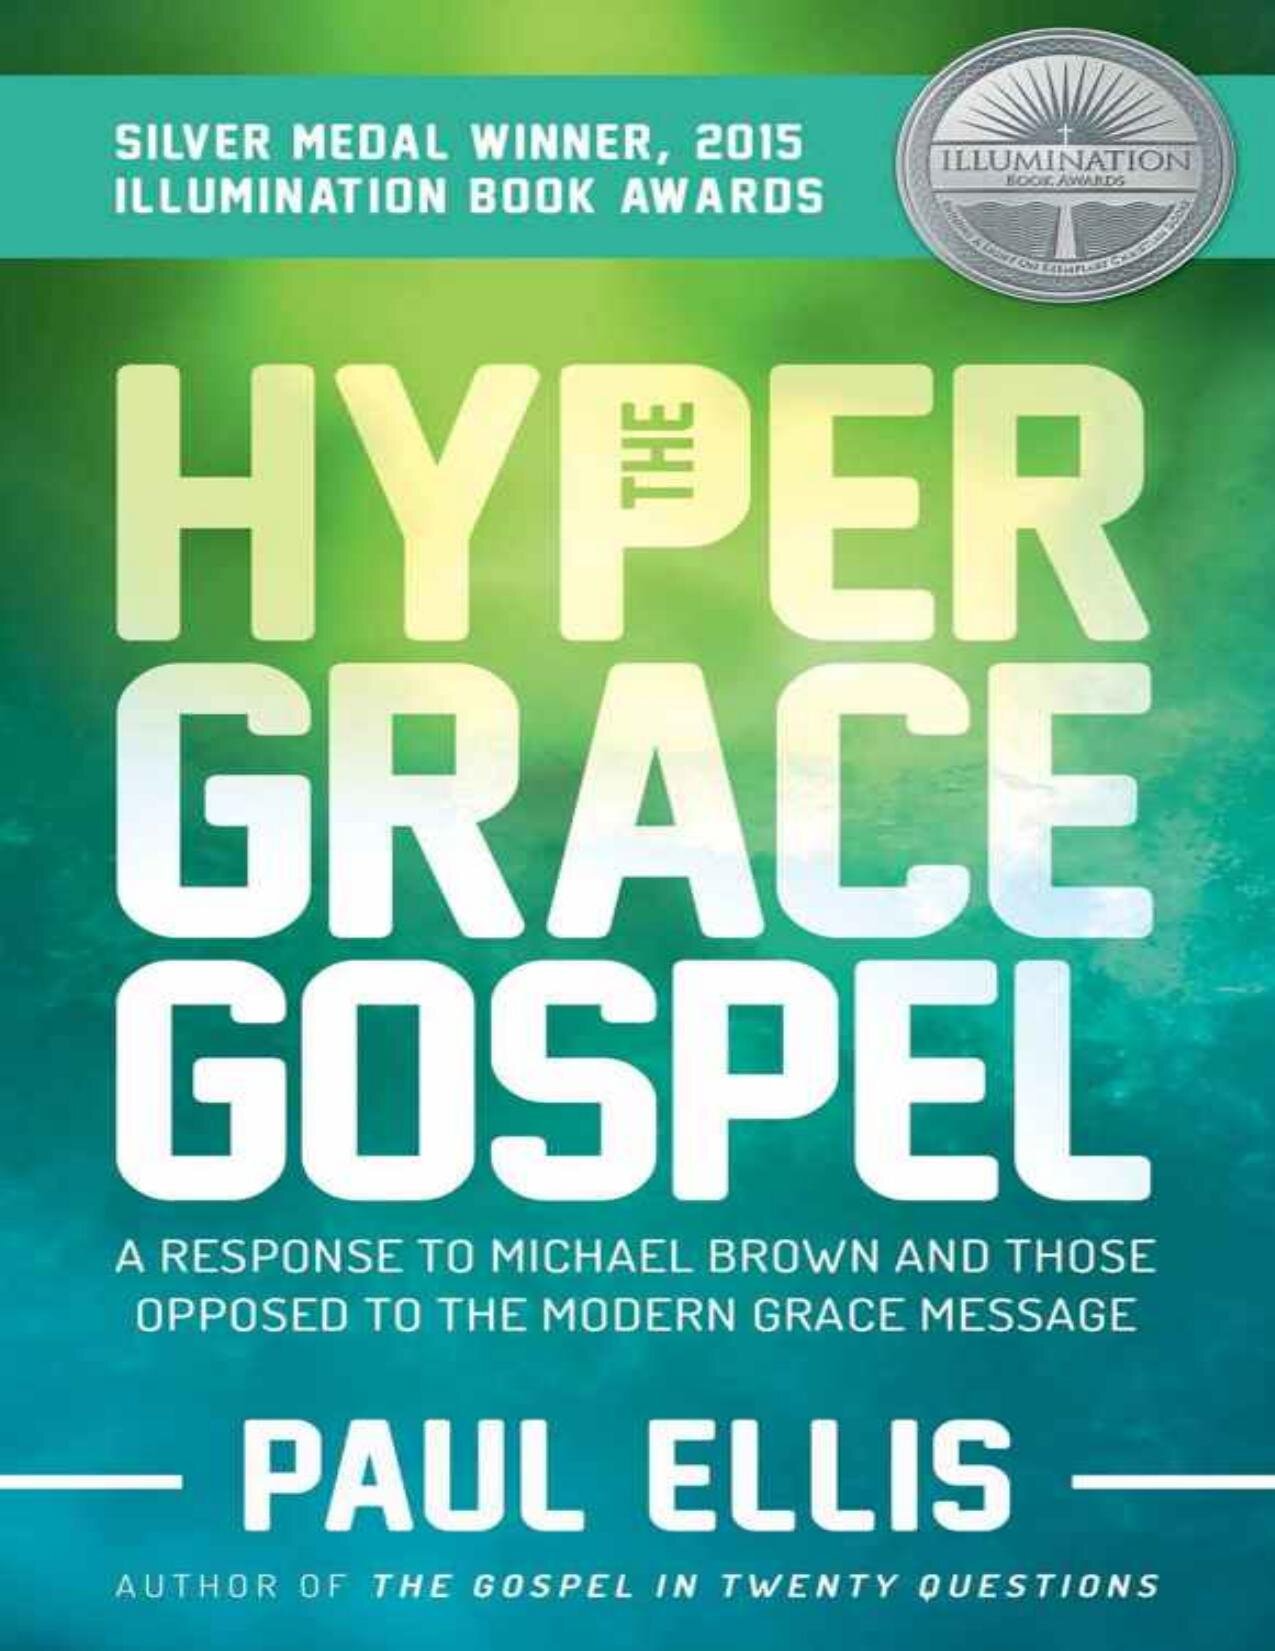 SILVER MEDAL WINNER, 2015
ILLUMINATION BOOK AWARDS
ILLUMINATION
BOOK AWARDS
THE
HYPER
GRACE
GOSPEL
A RESPONSE TO MICHAEL BROWN AND THOSE
OPPOSED TO THE MODERN GRACE MESSAGE
PAUL ELLIS
AUTHOR OF THE GOSPEL IN TWENTY QUESTIONS